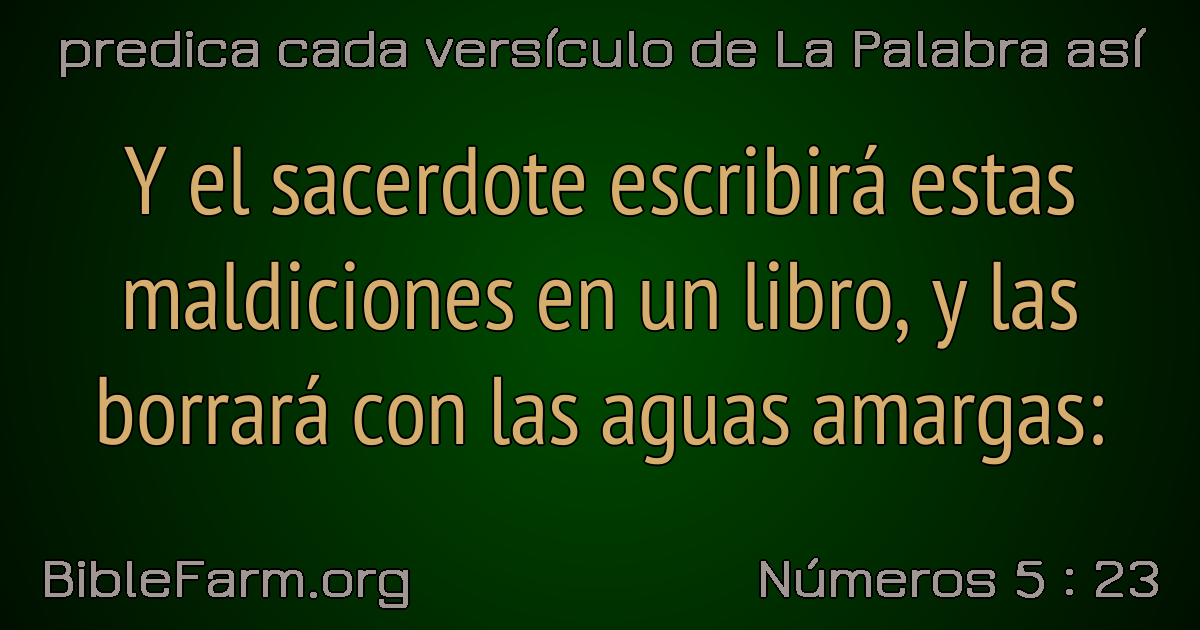 predica cada versículo de La Palabra así
Y el sacerdote escribirá estas
maldiciones en un libro, y las
borrará con las aguas amargas:
BibleFarm.org
Números 5 : 23